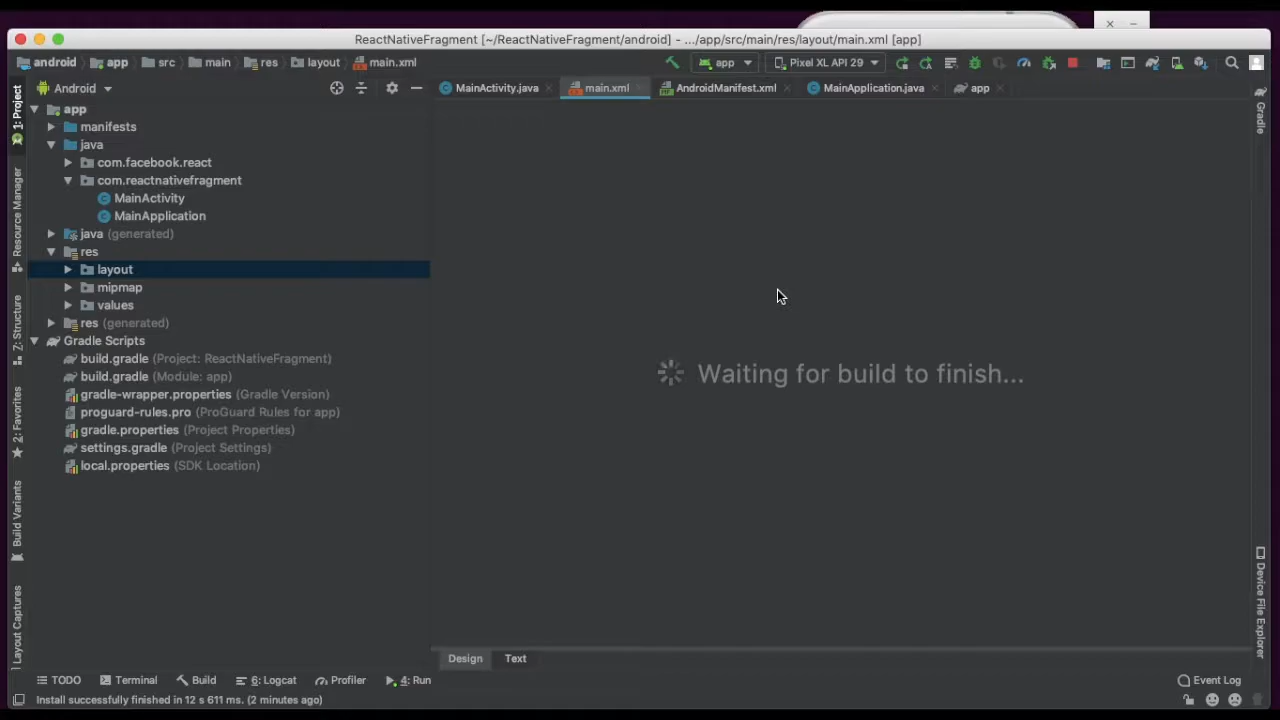 ReactNativeFragment [~/ReactNativeFragment/android] - .../app/src/main/res/layout/main.xml [app]
android app src main res layout main.xml app Pixel XL API 29
Android MainActivity.java main.xml AndroidManifest.xml MainApplication.java app
app
manifests
java
com.facebook.react
com.reactnativefragment
MainActivity
MainApplication
java (generated)
res
layout
mipmap
values
res (generated)
Gradle Scripts
build.gradle (Project: ReactNativeFragment)
build.gradle (Module: app)
gradle-wrapper.properties (Gradle Version)
proguard-rules.pro (ProGuard Rules for app)
gradle.properties (Project Properties)
settings.gradle (Project Settings)
local.properties (SDK Location)
1: Project
Resource Manager
7: Structure
2: Favorites
Build Variants
Layout Captures
Waiting for build to finish...
Gradle
Device File Explorer
Design Text
TODO Terminal Build 6: Logcat Profiler 4: Run Event Log
Install successfully finished in 12 s 611 ms. (2 minutes ago)